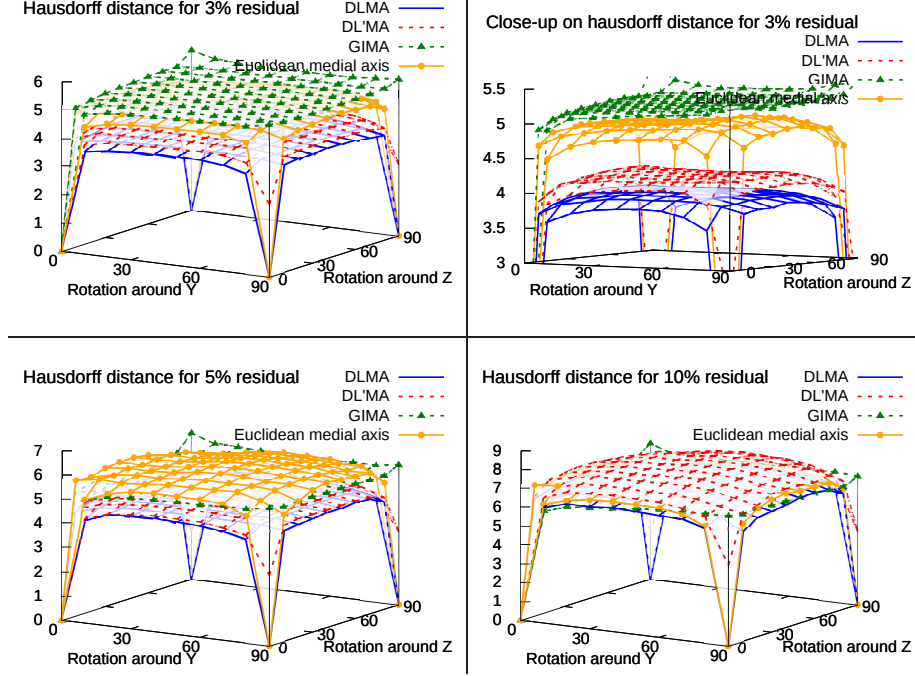 Hausdorff distance for 3% residual
DLMA
DL'MA
GIMA
Euclidean medial axis
6
5
4
3
2
1
0
0
30
60
90
Rotation around Y
0
30
60
90
Rotation around Z
Close-up on hausdorff distance for 3% residual
DLMA
DL'MA
GIMA
Euclidean medial axis
5.5
5
4.5
4
3.5
3
0
30
60
90
Rotation around Y
0
30
60
90
Rotation around Z
Hausdorff distance for 5% residual
DLMA
DL'MA
GIMA
Euclidean medial axis
7
6
5
4
3
2
1
0
0
30
60
90
Rotation around Y
0
30
60
90
Rotation around Z
Hausdorff distance for 10% residual
DLMA
DL'MA
GIMA
Euclidean medial axis
9
8
7
6
5
4
3
2
1
0
0
30
60
90
Rotation around Y
0
30
60
90
Rotation around Z